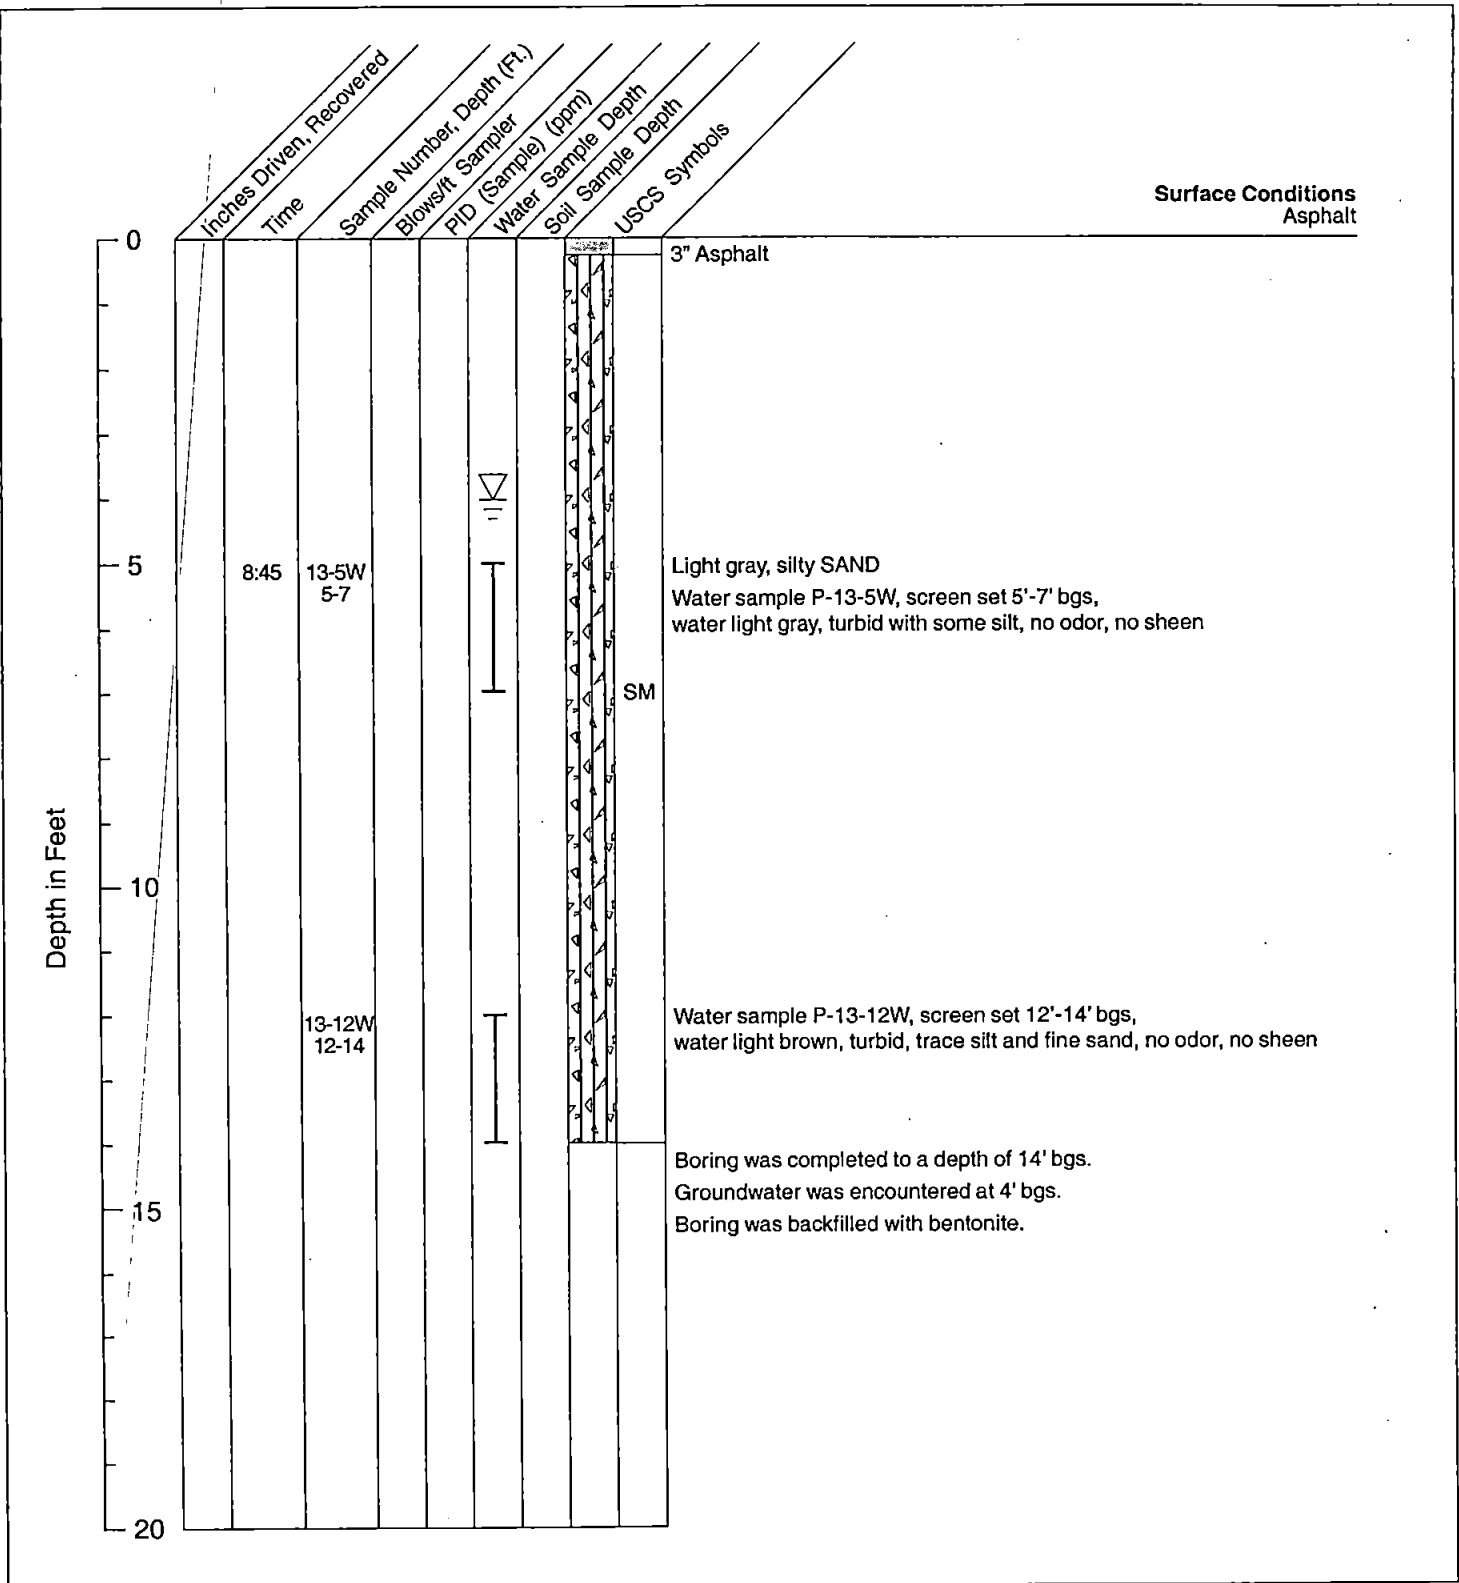 Inches Driven, Recovered
Time
Sample Number, Depth (Ft.)
Blows/ft Sampler
PID (Sample) (ppm)
Water Sample Depth
Soil Sample Depth
USCS Symbols
Surface Conditions
Asphalt
0
3" Asphalt
5
8:45
13-5W
5-7
Light gray, silty SAND
Water sample P-13-5W, screen set 5'-7' bgs,
water light gray, turbid with some silt, no odor, no sheen
SM
Depth in Feet
10
13-12W
12-14
Water sample P-13-12W, screen set 12'-14' bgs,
water light brown, turbid, trace silt and fine sand, no odor, no sheen
Boring was completed to a depth of 14' bgs.
Groundwater was encountered at 4' bgs.
15
Boring was backfilled with bentonite.
20